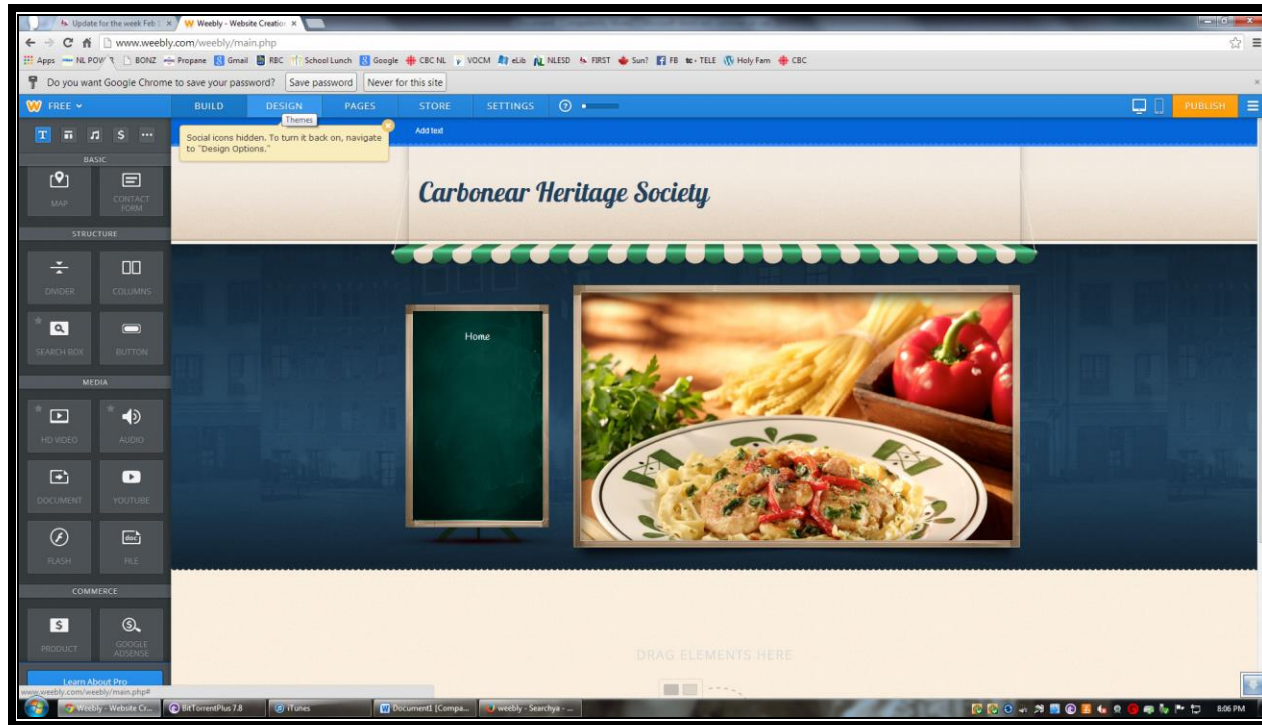 Update for the week Feb
Weebly - Website Creation
www.weebly.com/weebly/main.php
Apps NL POW BONZ Propane Gmail RBC School Lunch Google CBC NL VOCM eLib NLESD FIRST Sun? FB TELE Holy Fam CBC
Do you want Google Chrome to save your password? Save password Never for this site
FREE BUILD DESIGN PAGES STORE SETTINGS PUBLISH
Themes
Social icons hidden. To turn it back on, navigate
to "Design Options."
Add text
BASIC
MAP CONTACT
FORM
Carbonear Heritage Society
STRUCTURE
DIVIDER COLUMNS
SEARCH BOX BUTTON
Home
MEDIA
HD VIDEO AUDIO
DOCUMENT YOUTUBE
FLASH FILE
COMMERCE
PRODUCT GOOGLE
ADSENSE
DRAG ELEMENTS HERE
Learn About Pro
www.weebly.com/weebly/main.php#
Weebly - Website Cr... BitTorrentPlus 7.8 iTunes Document1 [Compa... weebly - Searchya - ... 8:06 PM